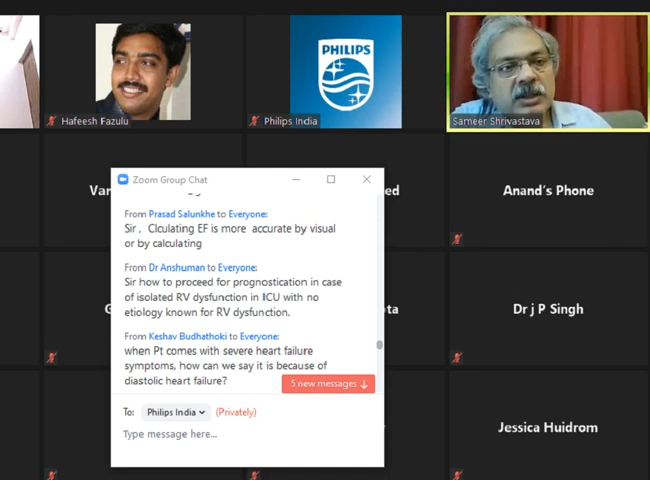 Hafeesh Fazulu
PHILIPS
Philips India
Sameer Shrivastava
Zoom Group Chat
From Prasad Salunkhe to Everyone:
Sir , Clculating EF is more accurate by visual
or by calculating
From Dr Anshuman to Everyone:
Sir how to proceed for prognostication in case
of isolated RV dysfunction in ICU with no
etiology known for RV dysfunction.
From Keshav Budhathoki to Everyone:
when Pt comes with severe heart failure
symptoms, how can we say it is because of
diastolic heart failure?
5 new messages
To: Philips India (Privately)
Type message here...
Anand's Phone
Dr j P Singh
Jessica Huidrom